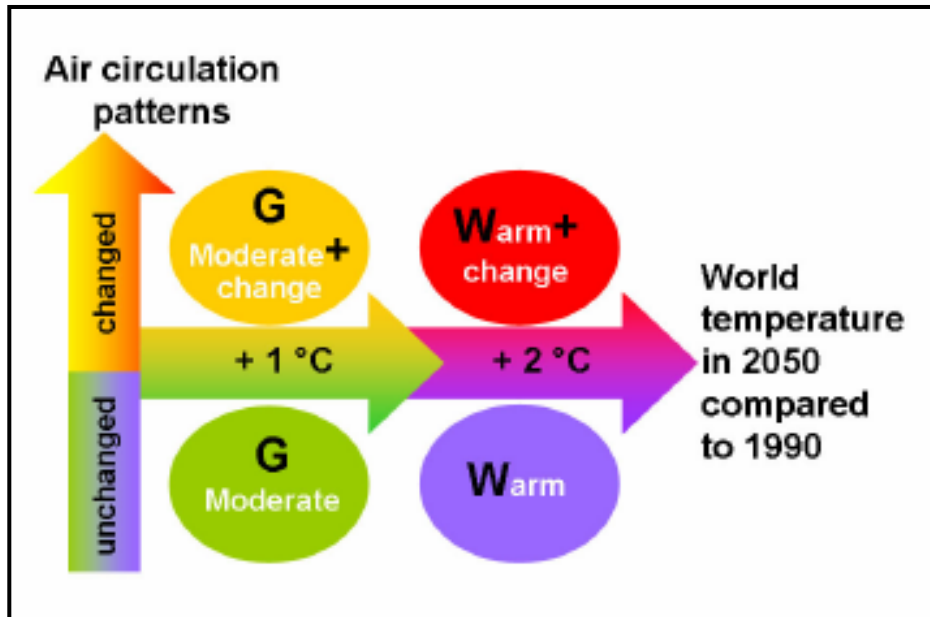 Air circulation
patterns
changed
unchanged
G
Moderate+
change
Warm+
change
+ 1 °C
+ 2 °C
G
Moderate
Warm
World
temperature
in 2050
compared
to 1990